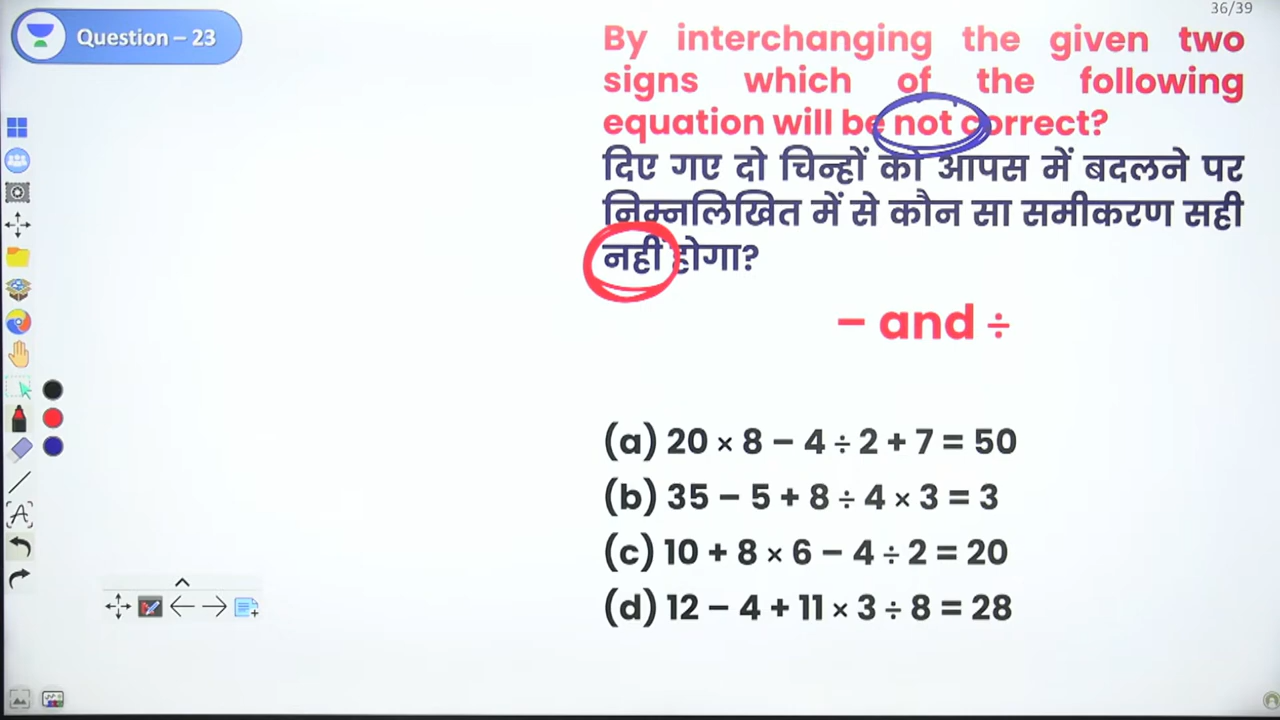 36/39
Question – 23
By interchanging the given two
signs which of the following
equation will be not correct?
दिए गए दो चिन्हों को आपस में बदलने पर
निम्नलिखित में से कौन सा समीकरण सही
नहीं होगा?
– and ÷
(a) 20 × 8 – 4 ÷ 2 + 7 = 50
(b) 35 – 5 + 8 ÷ 4 × 3 = 3
(c) 10 + 8 × 6 – 4 ÷ 2 = 20
(d) 12 – 4 + 11 × 3 ÷ 8 = 28